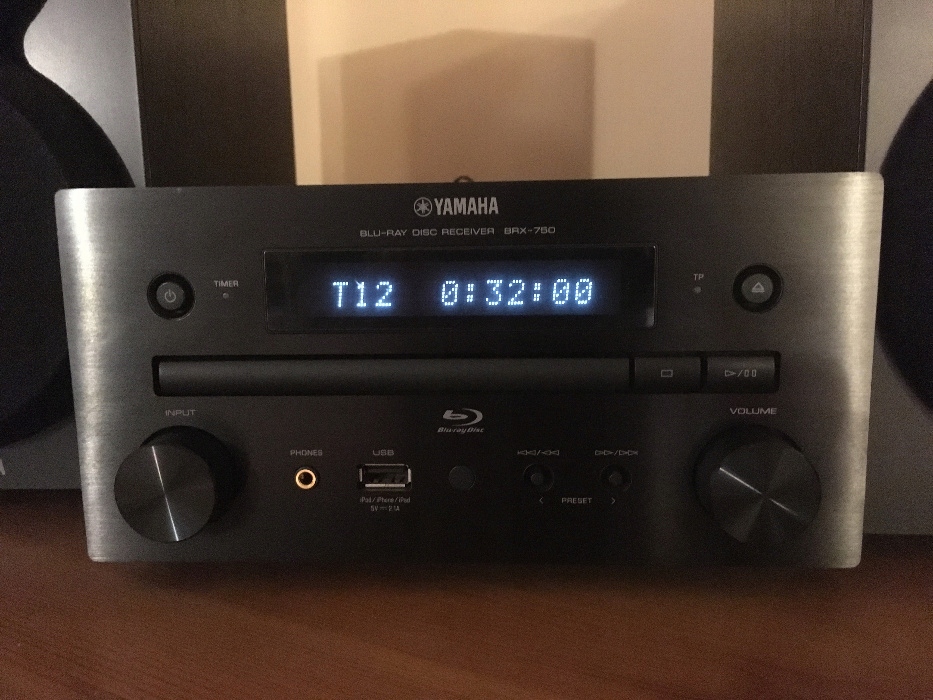 YAMAHA
BLU-RAY DISC RECEIVER BRX-750
TIMER
T12 0:32:00
TP
INPUT
Blu-ray Disc
VOLUME
PHONES
USB
iPod/iPhone/iPad
5V 2.1A
< PRESET >